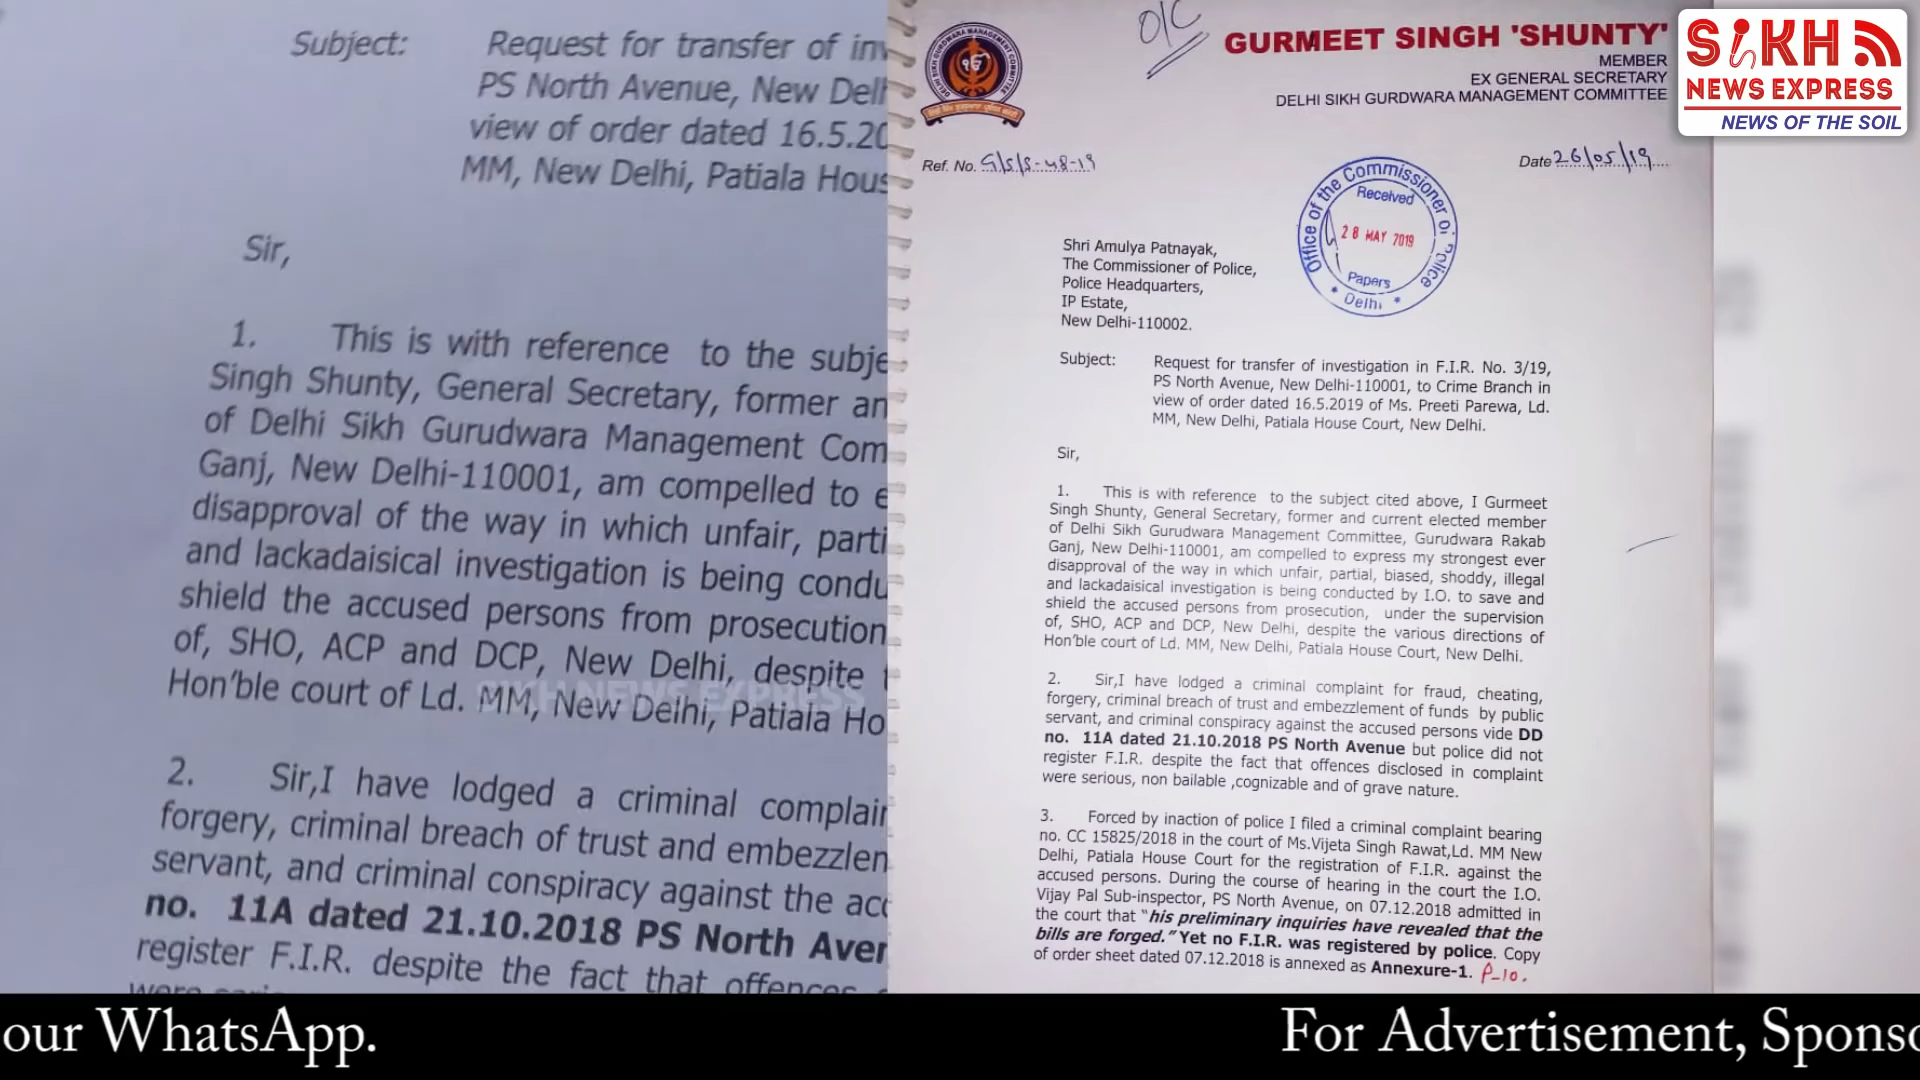 Subject: Request for transfer of inv
PS North Avenue, New Delh
view of order dated 16.5.20
MM, New Delhi, Patiala Hous
Sir,
1. This is with reference to the subje
Singh Shunty, General Secretary, former an
of Delhi Sikh Gurudwara Management Com
Ganj, New Delhi-110001, am compelled to e
disapproval of the way in which unfair, parti
and lackadaisical investigation is being condu
shield the accused persons from prosecution
of, SHO, ACP and DCP, New Delhi, despite
Hon'ble court of Ld. MM, New Delhi, Patiala Ho
SIKH NEWS EXPRESS
2. Sir,I have lodged a criminal complain
forgery, criminal breach of trust and embezzlem
servant, and criminal conspiracy against the acc
no. 11A dated 21.10.2018 PS North Aven
register F.I.R. despite the fact that offences
O/C
GURMEET SINGH 'SHUNTY'
MEMBER
EX GENERAL SECRETARY
DELHI SIKH GURDWARA MANAGEMENT COMMITTEE
DELHI SIKH GURDWARA MANAGEMENT COMMITTEE
Ref. No. G/S/S-48-19
Date 26/05/19
Office of the Commissioner of Police
Received
28 MAY 2019
Papers
* Delhi *
Shri Amulya Patnayak,
The Commissioner of Police,
Police Headquarters,
IP Estate,
New Delhi-110002.
Subject: Request for transfer of investigation in F.I.R. No. 3/19,
PS North Avenue, New Delhi-110001, to Crime Branch in
view of order dated 16.5.2019 of Ms. Preeti Parewa, Ld.
MM, New Delhi, Patiala House Court, New Delhi.
Sir,
1. This is with reference to the subject cited above, I Gurmeet
Singh Shunty, General Secretary, former and current elected member
of Delhi Sikh Gurudwara Management Committee, Gurudwara Rakab
Ganj, New Delhi-110001, am compelled to express my strongest ever
disapproval of the way in which unfair, partial, biased, shoddy, illegal
and lackadaisical investigation is being conducted by I.O. to save and
shield the accused persons from prosecution, under the supervision
of, SHO, ACP and DCP, New Delhi, despite the various directions of
Hon'ble court of Ld. MM, New Delhi, Patiala House Court, New Delhi.
2. Sir,I have lodged a criminal complaint for fraud, cheating,
forgery, criminal breach of trust and embezzlement of funds by public
servant, and criminal conspiracy against the accused persons vide DD
no. 11A dated 21.10.2018 PS North Avenue but police did not
register F.I.R. despite the fact that offences disclosed in complaint
were serious, non bailable ,cognizable and of grave nature.
3. Forced by inaction of police I filed a criminal complaint bearing
no. CC 15825/2018 in the court of Ms.Vijeta Singh Rawat,Ld. MM New
Delhi, Patiala House Court for the registration of F.I.R. against the
accused persons. During the course of hearing in the court the I.O.
Vijay Pal Sub-inspector, PS North Avenue, on 07.12.2018 admitted in
the court that "his preliminary inquiries have revealed that the
bills are forged." Yet no F.I.R. was registered by police. Copy
of order sheet dated 07.12.2018 is annexed as Annexure-1. P-10.
SIKH
NEWS EXPRESS
NEWS OF THE SOIL
our WhatsApp. For Advertisement, Sponso